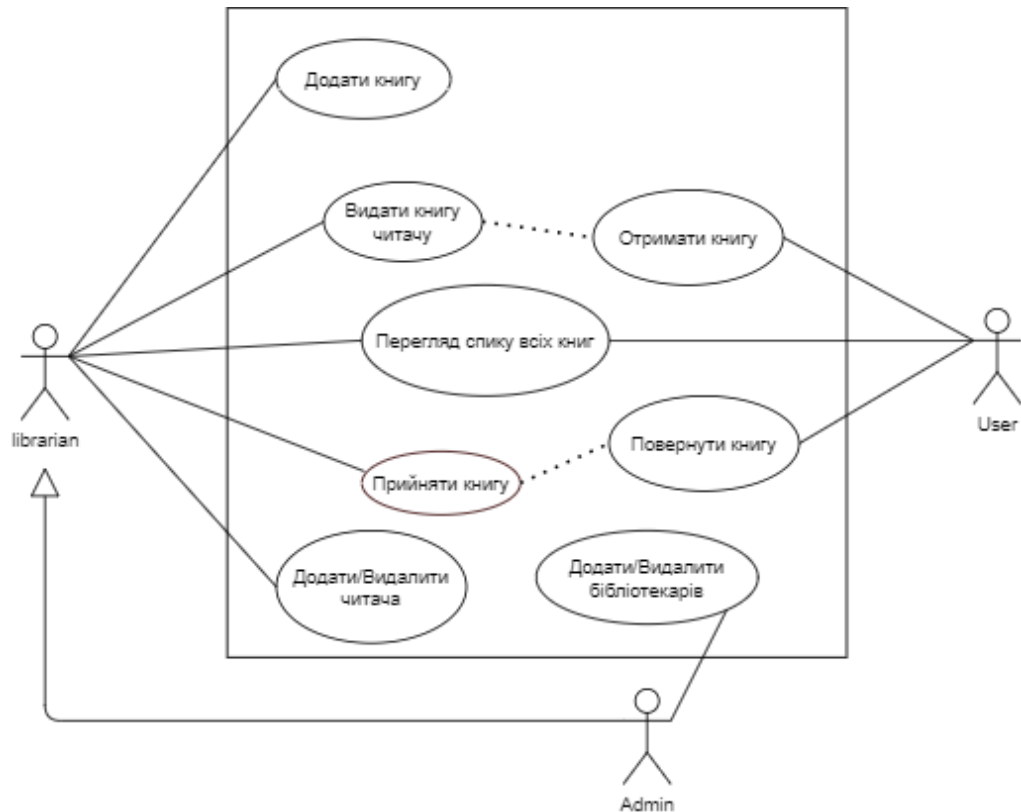 Додати книгу
Видати книгу
читачу
Отримати книгу
Перегляд спику всіх книг
librarian
User
Повернути книгу
Прийняти книгу
Додати/Видалити
читача
Додати/Видалити
бібліотекарів
Admin